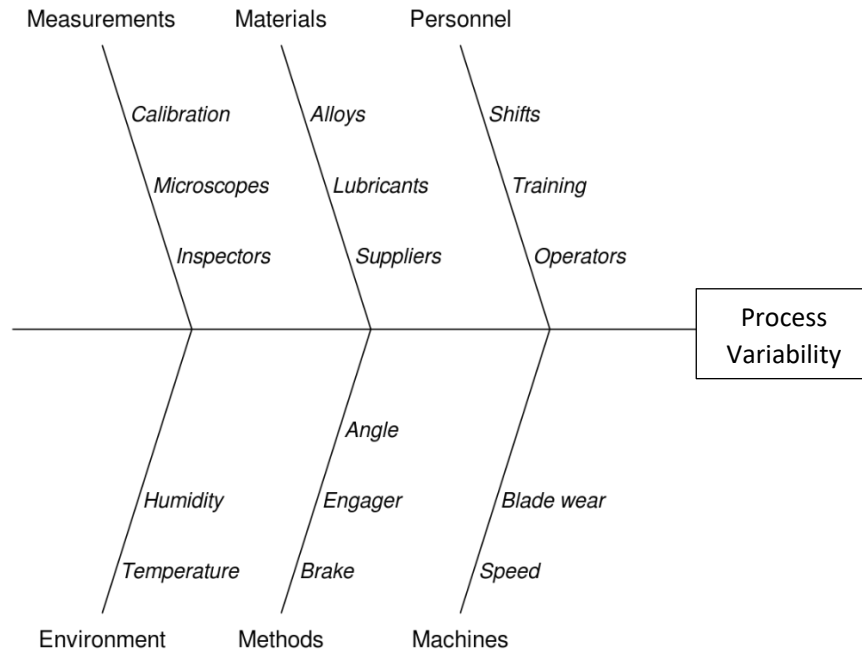 Measurements
Materials
Personnel
Calibration
Alloys
Shifts
Microscopes
Lubricants
Training
Inspectors
Suppliers
Operators
Process
Variability
Angle
Humidity
Engager
Blade wear
Temperature
Brake
Speed
Environment
Methods
Machines